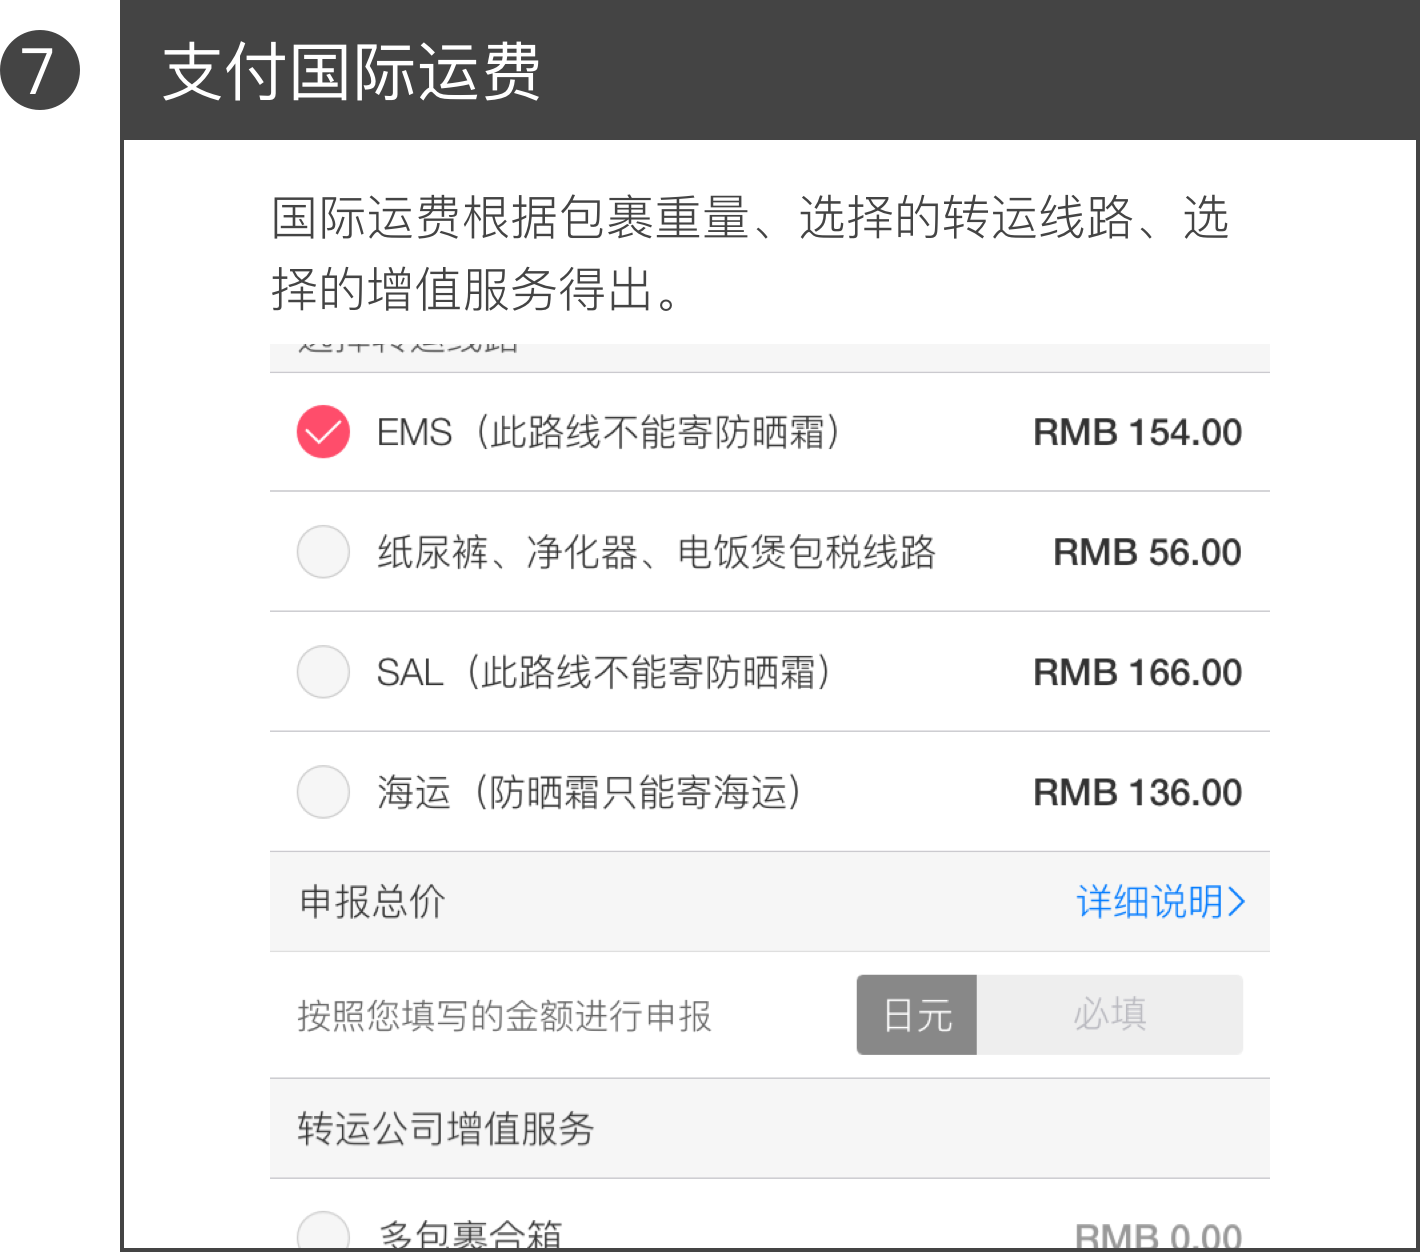 7
支付国际运费
国际运费根据包裹重量、选择的转运线路、选
择的增值服务得出。
选择转运线路
EMS（此路线不能寄防晒霜） RMB 154.00
纸尿裤、净化器、电饭煲包税线路 RMB 56.00
SAL（此路线不能寄防晒霜） RMB 166.00
海运（防晒霜只能寄海运） RMB 136.00
申报总价 详细说明>
按照您填写的金额进行申报 日元 必填
转运公司增值服务
多包裹合箱 RMB 0.00